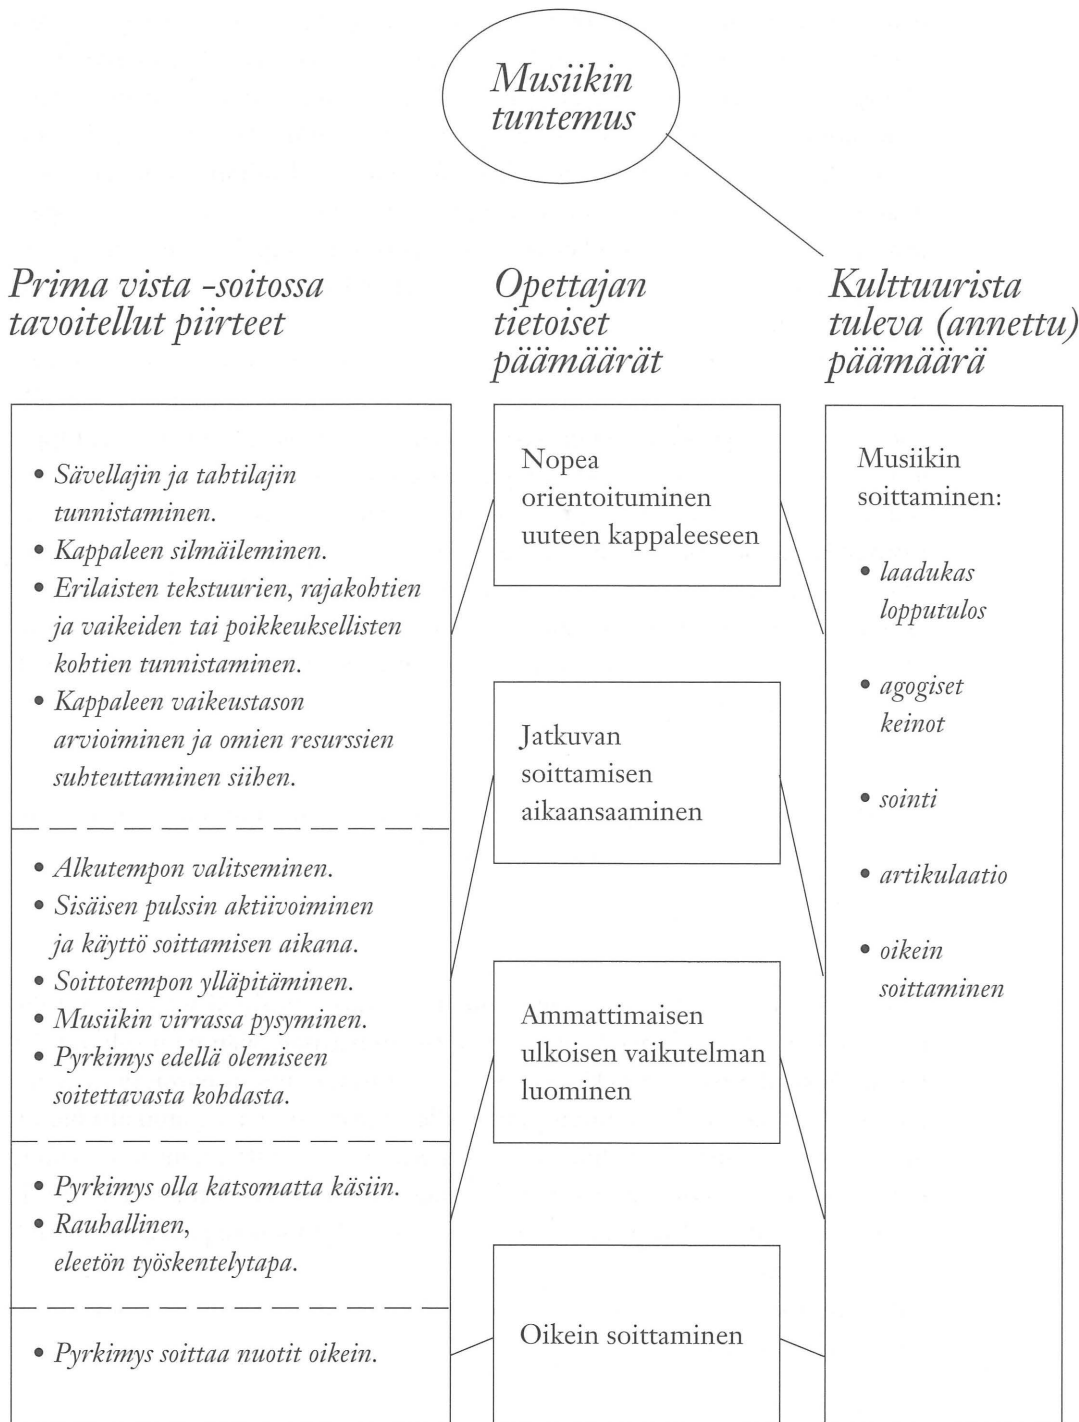 Musiikin
tuntemus
Prima vista -soitossa
tavoitellut piirteet
• Sävellajin ja tahtilajin
tunnistaminen.
• Kappaleen silmäileminen.
• Erilaisten tekstuurien, rajakohtien
ja vaikeiden tai poikkeuksellisten
kohtien tunnistaminen.
• Kappaleen vaikeustason
arvioiminen ja omien resurssien
suhteuttaminen siihen.
• Alkutempon valitseminen.
• Sisäisen pulssin aktiivoiminen
ja käyttö soittamisen aikana.
• Soittotempon ylläpitäminen.
• Musiikin virrassa pysyminen.
• Pyrkimys edellä olemiseen
soitettavasta kohdasta.
• Pyrkimys olla katsomatta käsiin.
• Rauhallinen,
eleetön työskentelytapa.
• Pyrkimys soittaa nuotit oikein.
Opettajan
tietoiset
päämäärät
Nopea
orientoituminen
uuteen kappaleeseen
Jatkuvan
soittamisen
aikaansaaminen
Ammattimaisen
ulkoisen vaikutelman
luominen
Oikein soittaminen
Kulttuurista
tuleva (annettu)
päämäärä
Musiikin
soittaminen:
• laadukas
lopputulos
• agogiset
keinot
• sointi
• artikulaatio
• oikein
soittaminen